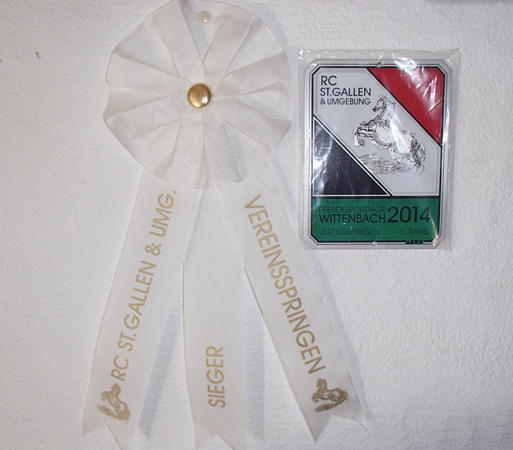 RC ST.GALLEN & UMG.
SIEGER
VEREINSSPRINGEN
RC
ST.GALLEN
& UMGEBUNG
PFERDESPORTTAGE
WITTENBACH 2014
VEREINSSPRINGEN 1. RANG